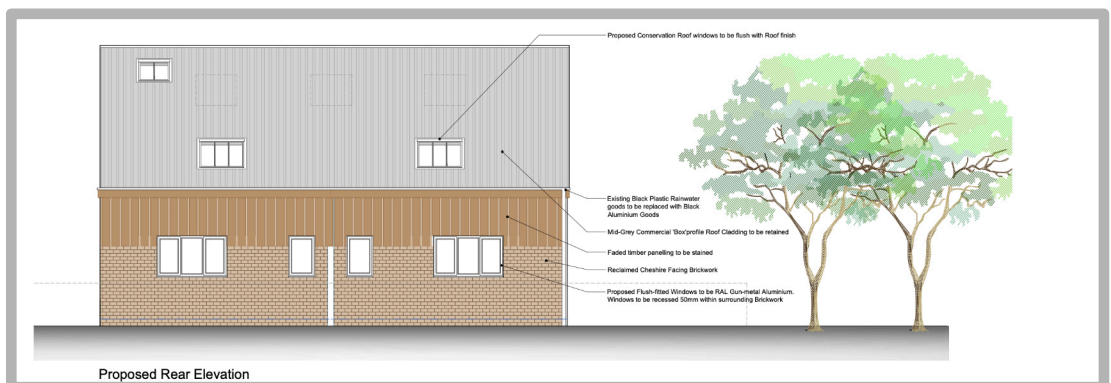 Proposed Conservation Roof windows to be flush with Roof finish
Existing Black Plastic Rainwater
goods to be replaced with Black
Aluminium Goods
Mid-Grey Commercial 'Box'profile Roof Cladding to be retained
Faded timber panelling to be stained
Reclaimed Cheshire Facing Brickwork
Proposed Flush-fitted Windows to be RAL Gun-metal Aluminium.
Windows to be recessed 50mm within surrounding Brickwork
Proposed Rear Elevation